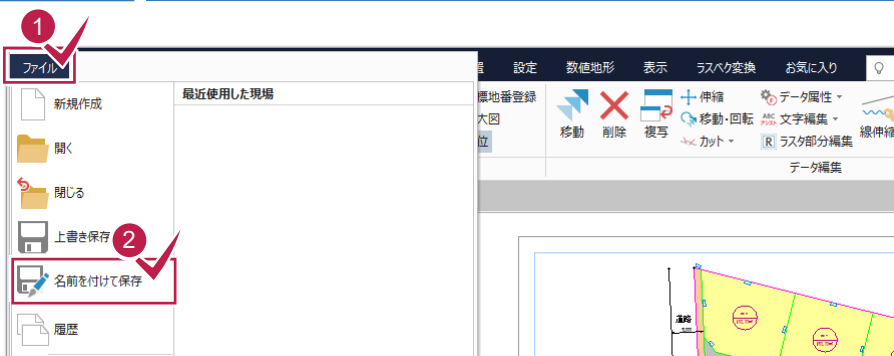 1
ファイル
設定
数値地形
表示
ラスベク変換
お気に入り
新規作成
最近使用した現場
開く
閉じる
上書き保存
2
名前を付けて保存
履歴
標地番登録
大図
位
移動
削除
複写
伸縮
移動・回転
カット
データ属性
ABC
文字編集
R ラスタ部分編集
線伸縮
データ編集
道路